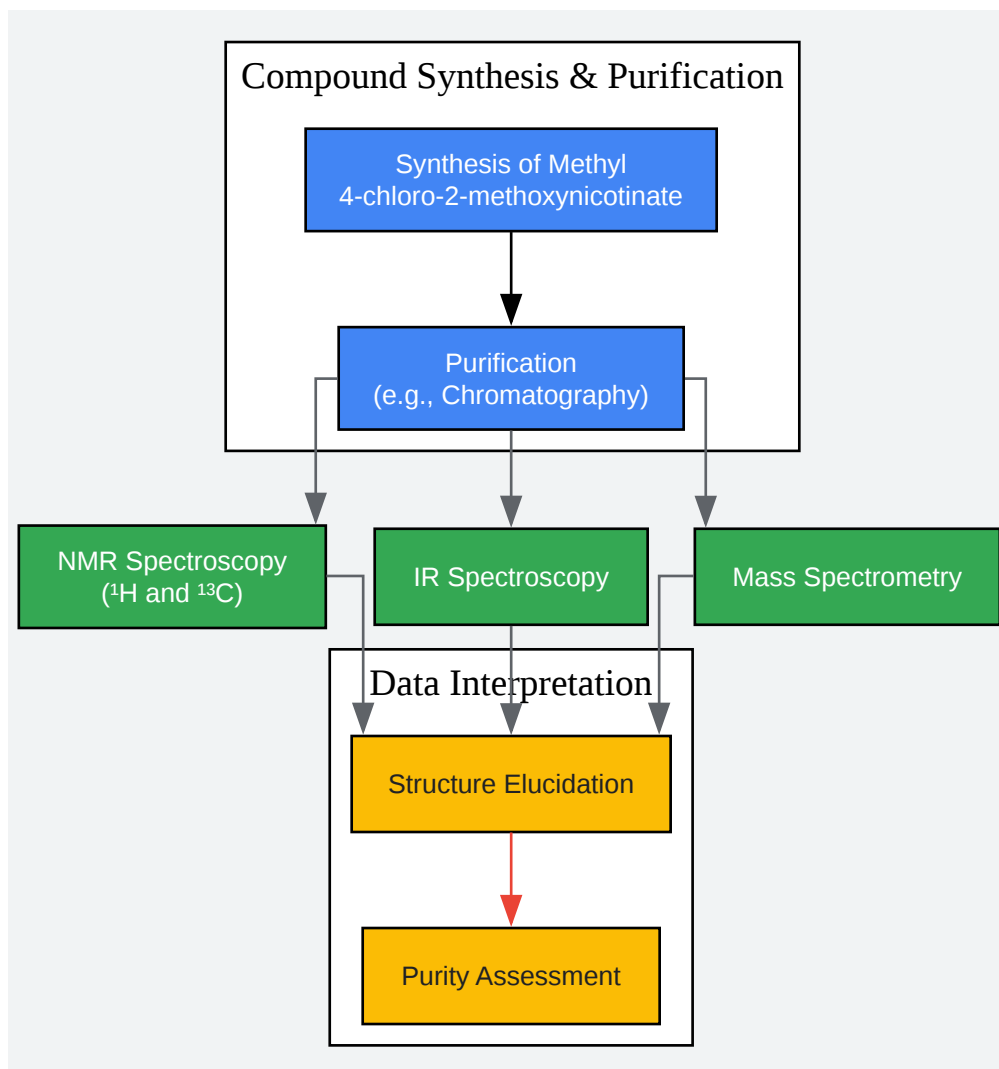 Compound Synthesis & Purification
Synthesis of Methyl
4-chloro-2-methoxynicotinate
Purification
(e.g., Chromatography)
NMR Spectroscopy
(¹H and ¹³C)
IR Spectroscopy
Mass Spectrometry
Data Interpretation
Structure Elucidation
Purity Assessment